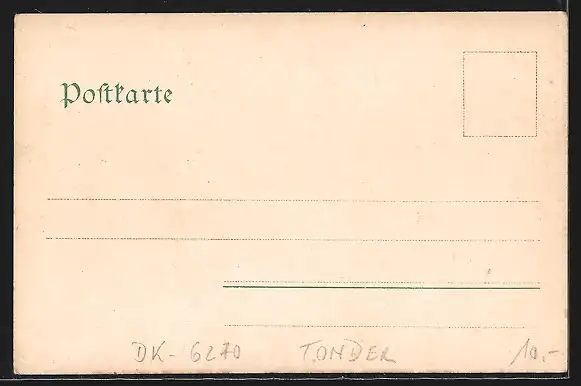 Postkarte
DK-6270 TONDER 10,-